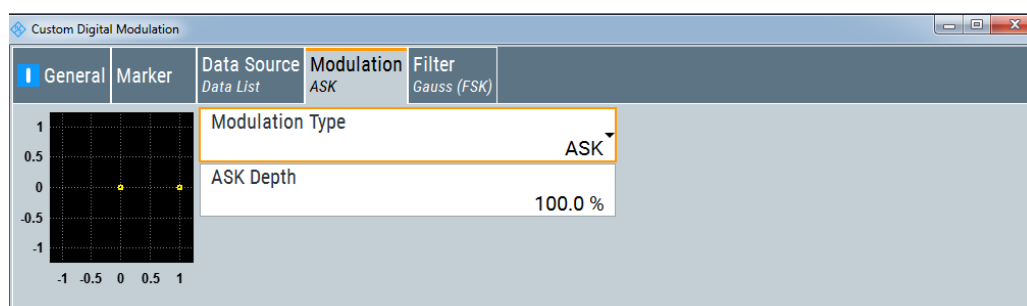 Custom Digital Modulation
General Marker Data Source Modulation Filter
Data List ASK Gauss (FSK)
Modulation Type
ASK
ASK Depth
100.0 %
1
0.5
0
-0.5
-1
-1 -0.5 0 0.5 1